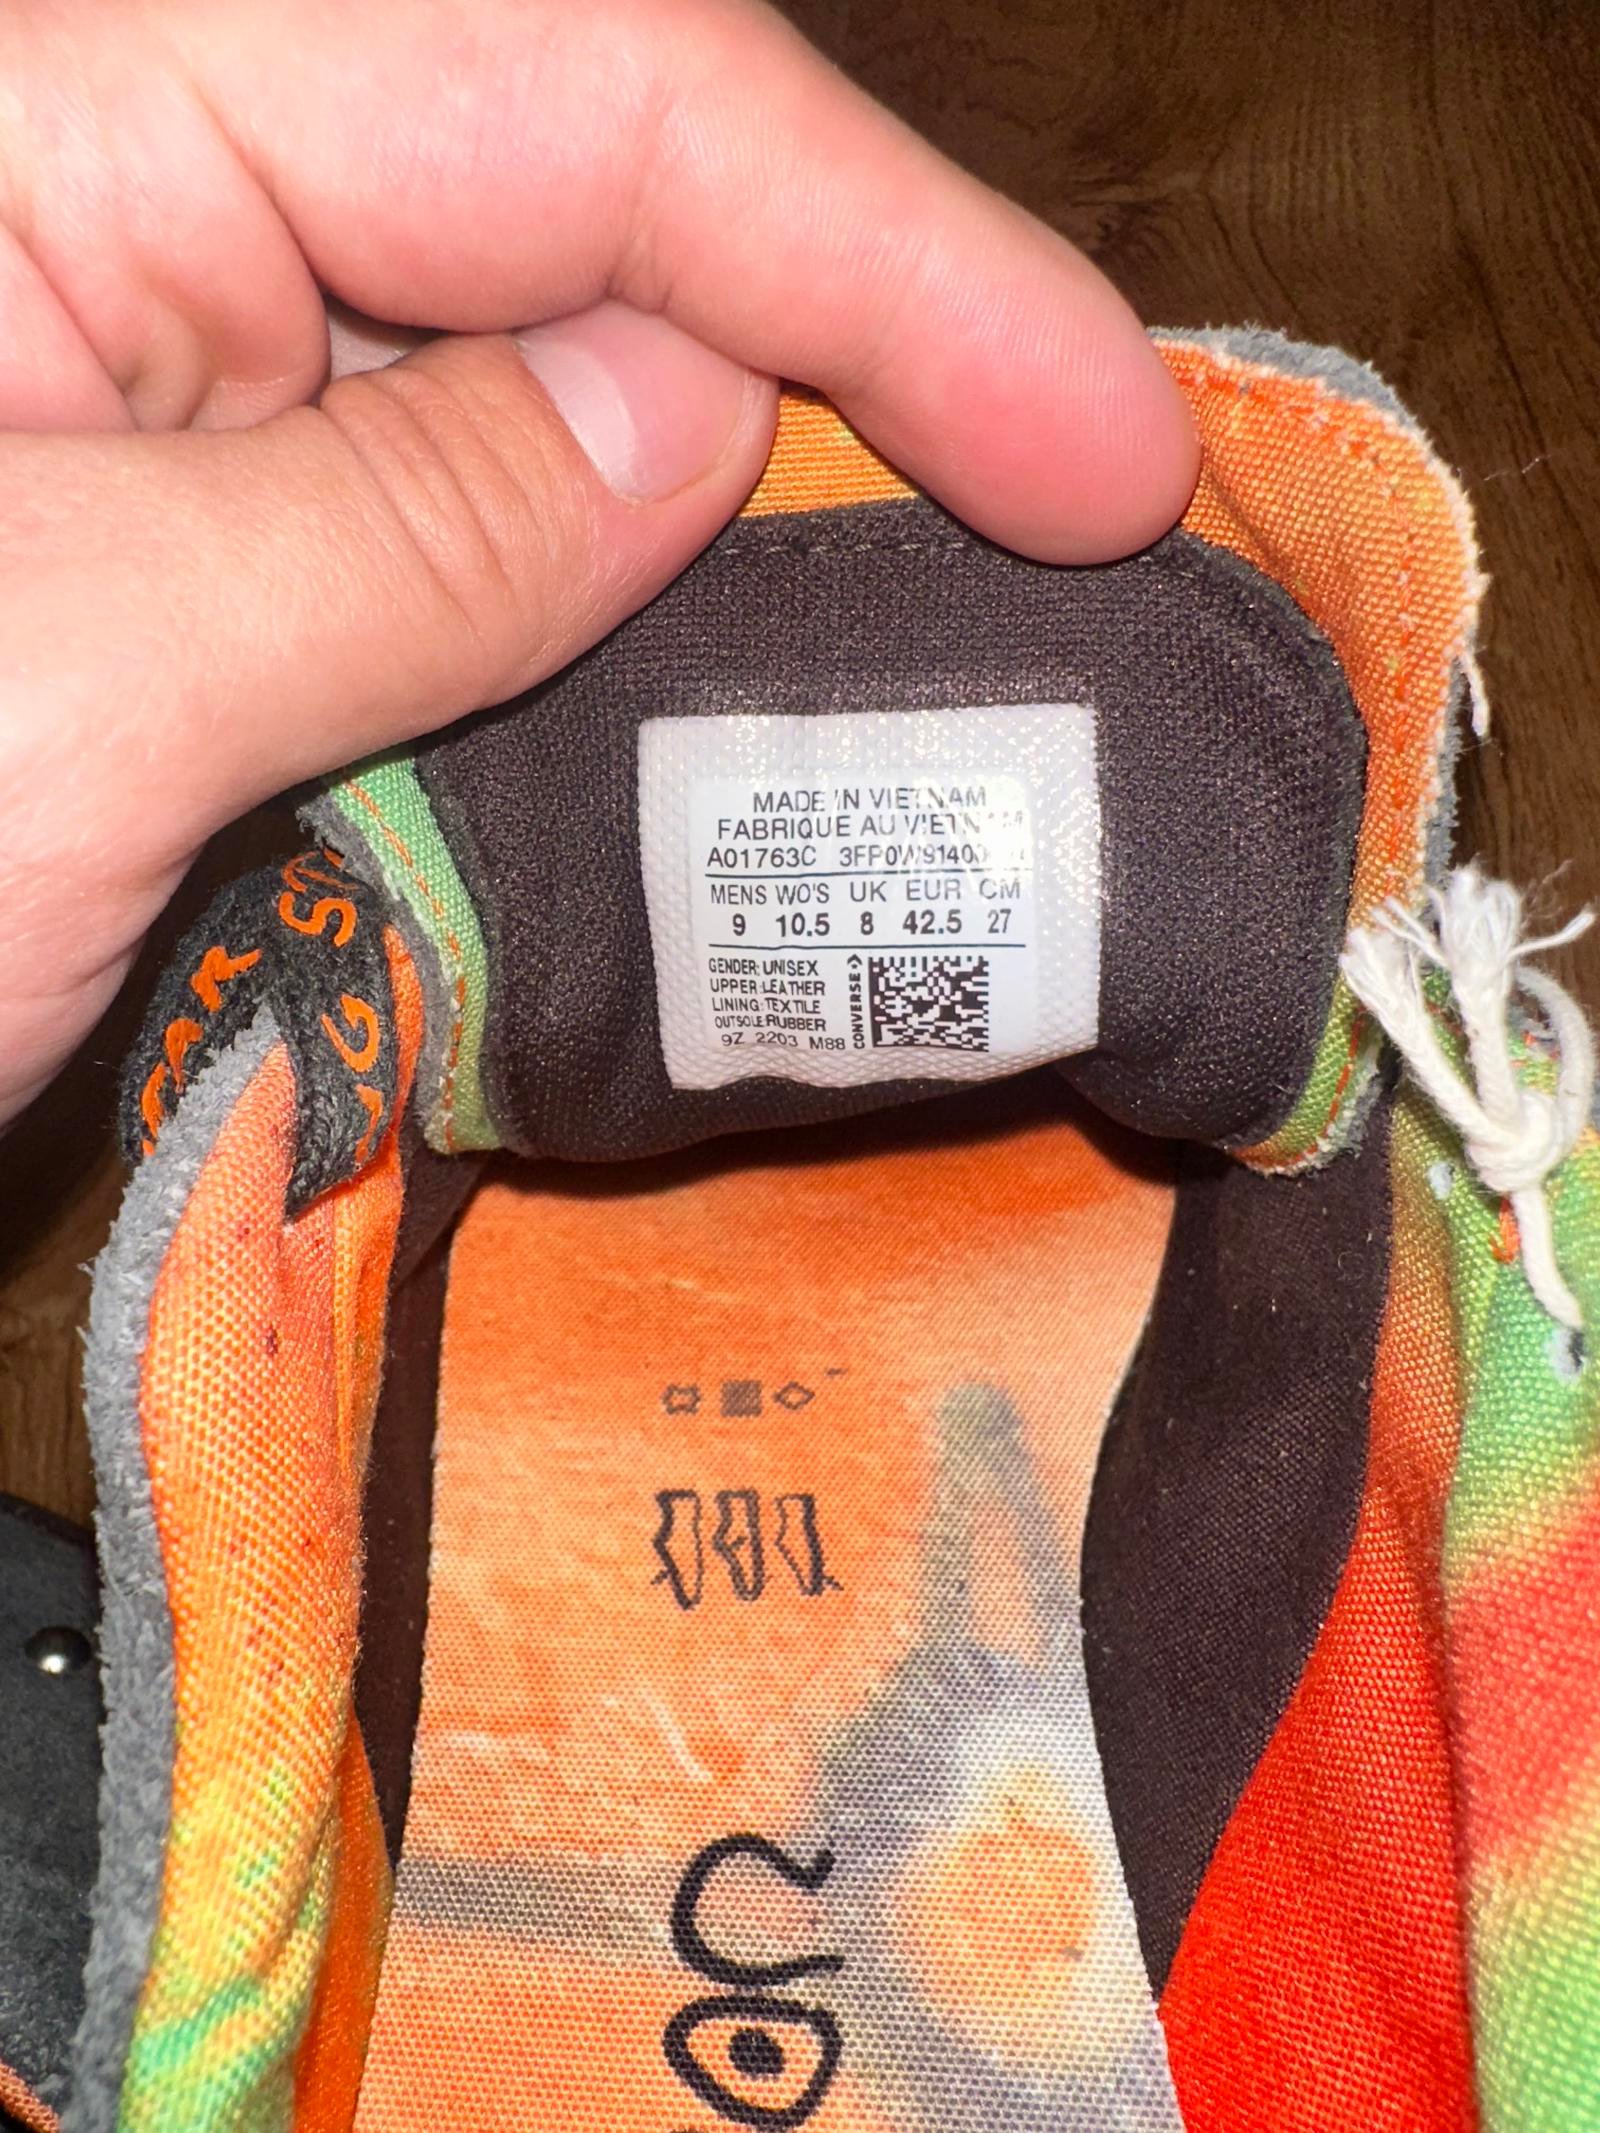 MADE IN VIETNAM
FABRIQUE AU VIETNAM
A01763C
MENS WO'S UK EUR CM
9 10.5 8 42.5 27
GENDER: UNISEX
UPPER:LEATHER
LINING:TEXTILE
OUTSOLE:RUBBER
9Z 2203 M88
CONVERSE